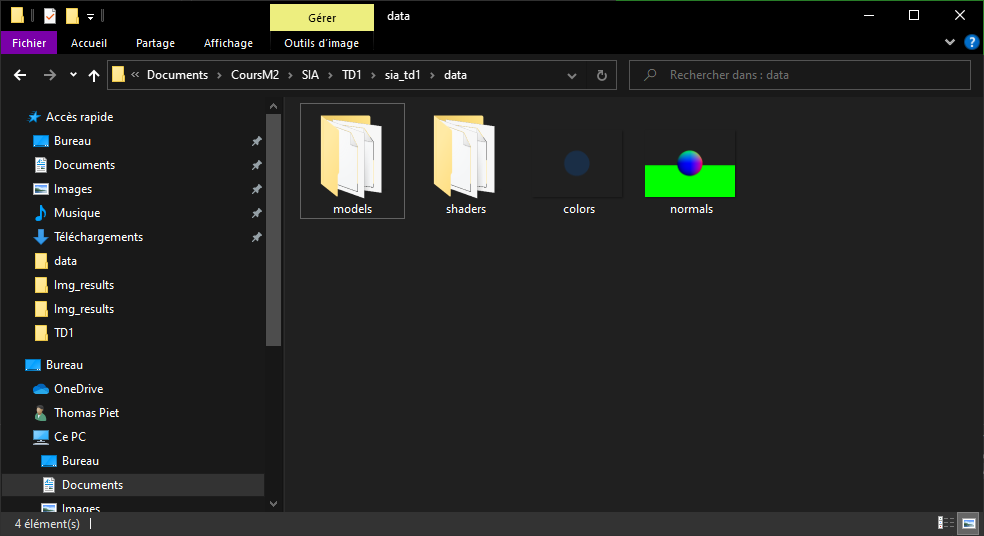 Gérer
data
Fichier
Accueil
Partage
Affichage
Outils d'image
« Documents > CoursM2 > SIA > TD1 > sia_td1 > data
Rechercher dans : data
Accès rapide
Bureau
Documents
Images
Musique
Téléchargements
data
Img_results
Img_results
TD1
Bureau
OneDrive
Thomas Piet
Ce PC
Bureau
Documents
Images
models
shaders
colors
normals
4 élément(s)